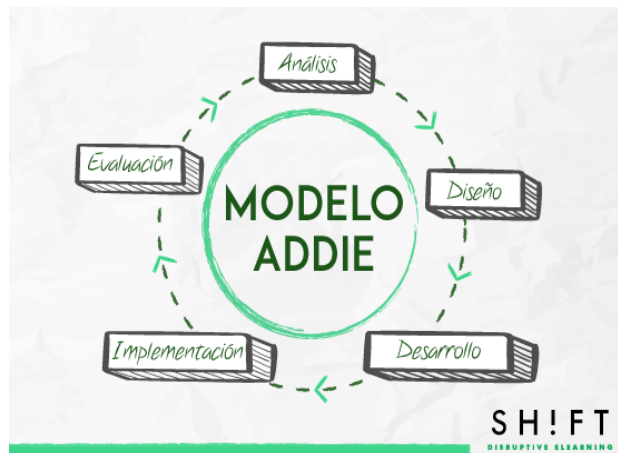 Análisis
Evaluación
Diseño
MODELO
ADDIE
Implementación
Desarrollo
SH!FT
DISRUPTIVE ELEARNING